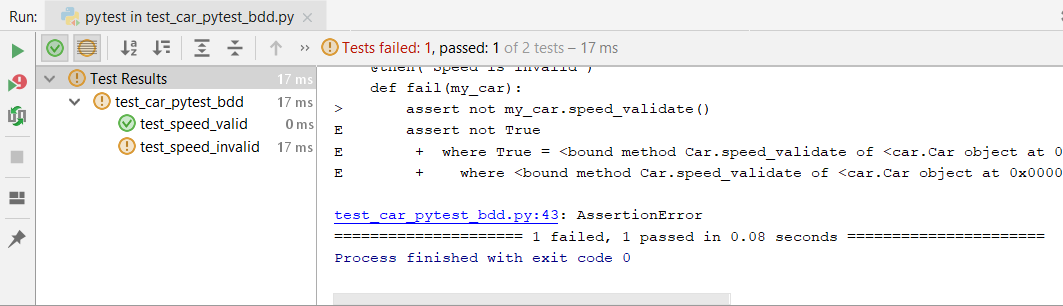 Run: pytest in test_car_pytest_bdd.py ×
Tests failed: 1, passed: 1 of 2 tests – 17 ms
Test Results 17 ms
test_car_pytest_bdd 17 ms
test_speed_valid 0 ms
test_speed_invalid 17 ms
@then("Speed is invalid")
def fail(my_car):
> assert not my_car.speed_validate()
E assert not True
E + where True = <bound method Car.speed_validate of <car.Car object at 0
E + where <bound method Car.speed_validate of <car.Car object at 0x0000
test_car_pytest_bdd.py:43: AssertionError
===================== 1 failed, 1 passed in 0.08 seconds ======================
Process finished with exit code 0